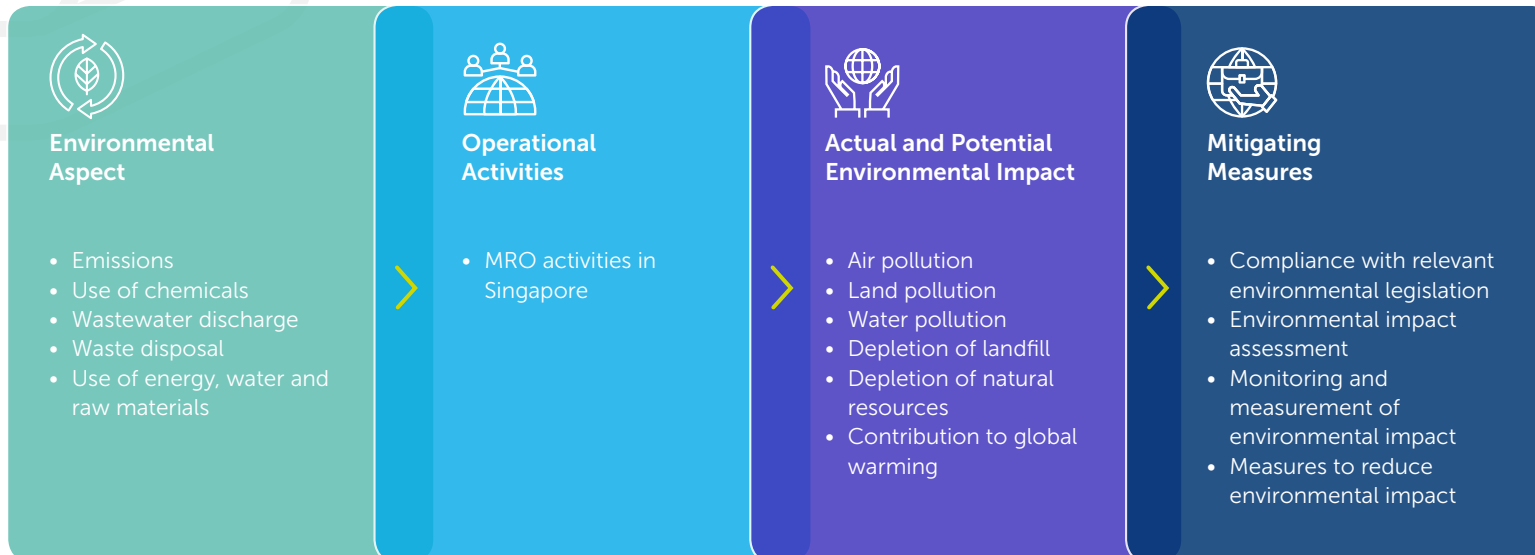 Environmental
Aspect
• Emissions
• Use of chemicals
• Wastewater discharge
• Waste disposal
• Use of energy, water and
raw materials
Operational
Activities
• MRO activities in
Singapore
Actual and Potential
Environmental Impact
• Air pollution
• Land pollution
• Water pollution
• Depletion of landfill
• Depletion of natural
resources
• Contribution to global
warming
Mitigating
Measures
• Compliance with relevant
environmental legislation
• Environmental impact
assessment
• Monitoring and
measurement of
environmental impact
• Measures to reduce
environmental impact